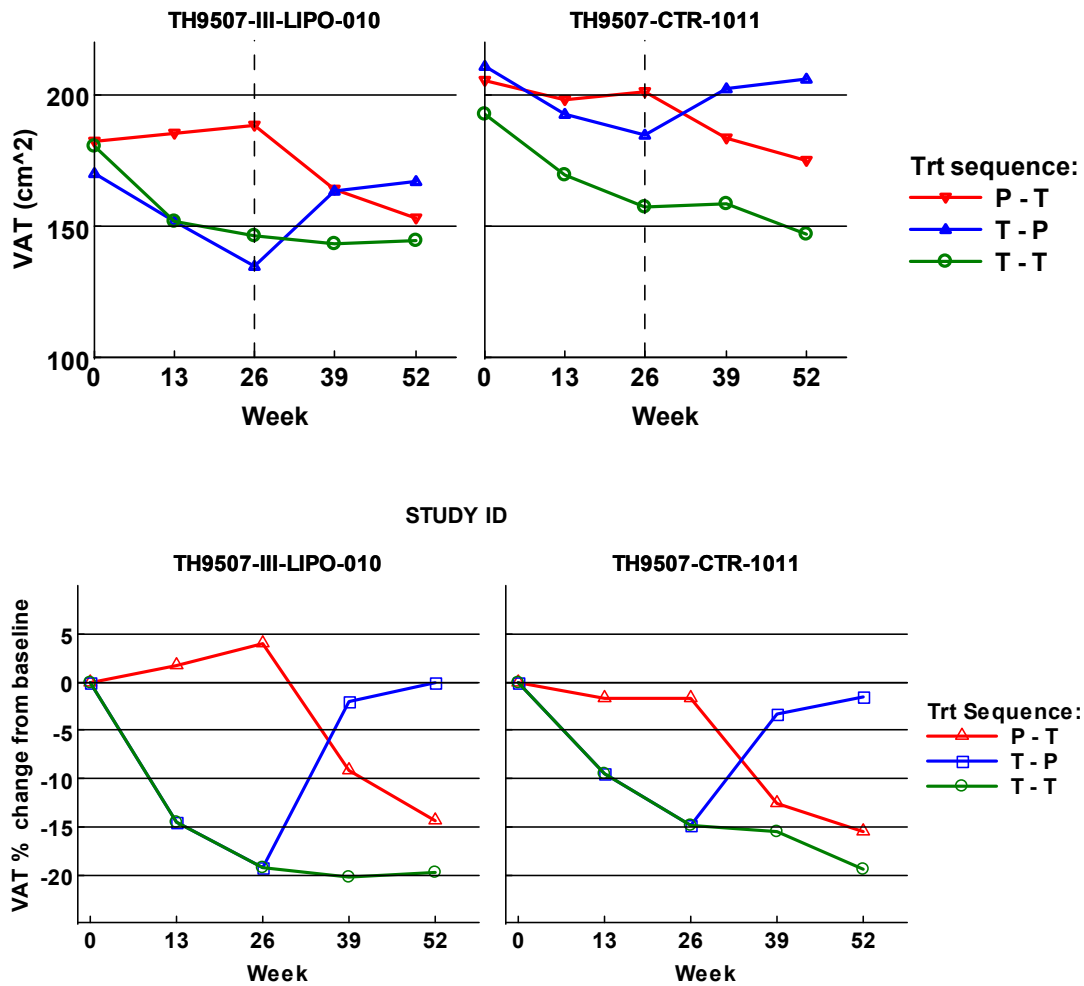 TH9507-III-LIPO-010
TH9507-CTR-1011
VAT (cm^2)
200
150
100
0 13 26 39 52
Week
0 13 26 39 52
Week
Trt sequence:
P - T
T - P
T - T
STUDY ID
TH9507-III-LIPO-010
TH9507-CTR-1011
VAT % change from baseline
5
0
-5
-10
-15
-20
0 13 26 39 52
Week
0 13 26 39 52
Week
Trt Sequence:
P - T
T - P
T - T